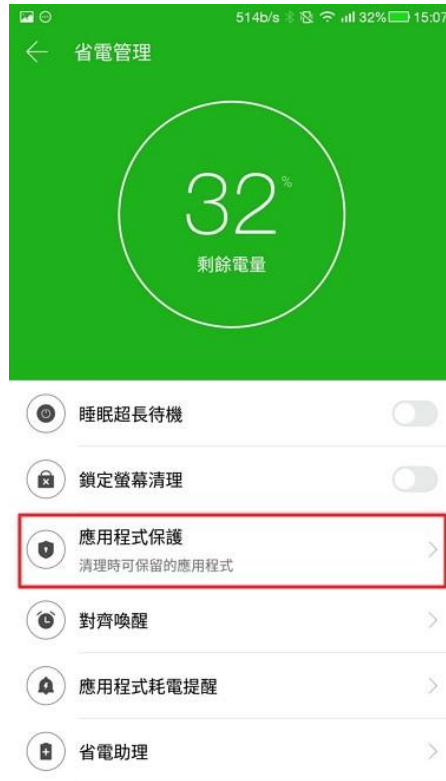 514b/s 32% 15:07
省電管理
32%
剩餘電量
睡眠超長待機
鎖定螢幕清理
應用程式保護
清理時可保留的應用程式
對齊喚醒
應用程式耗電提醒
省電助理